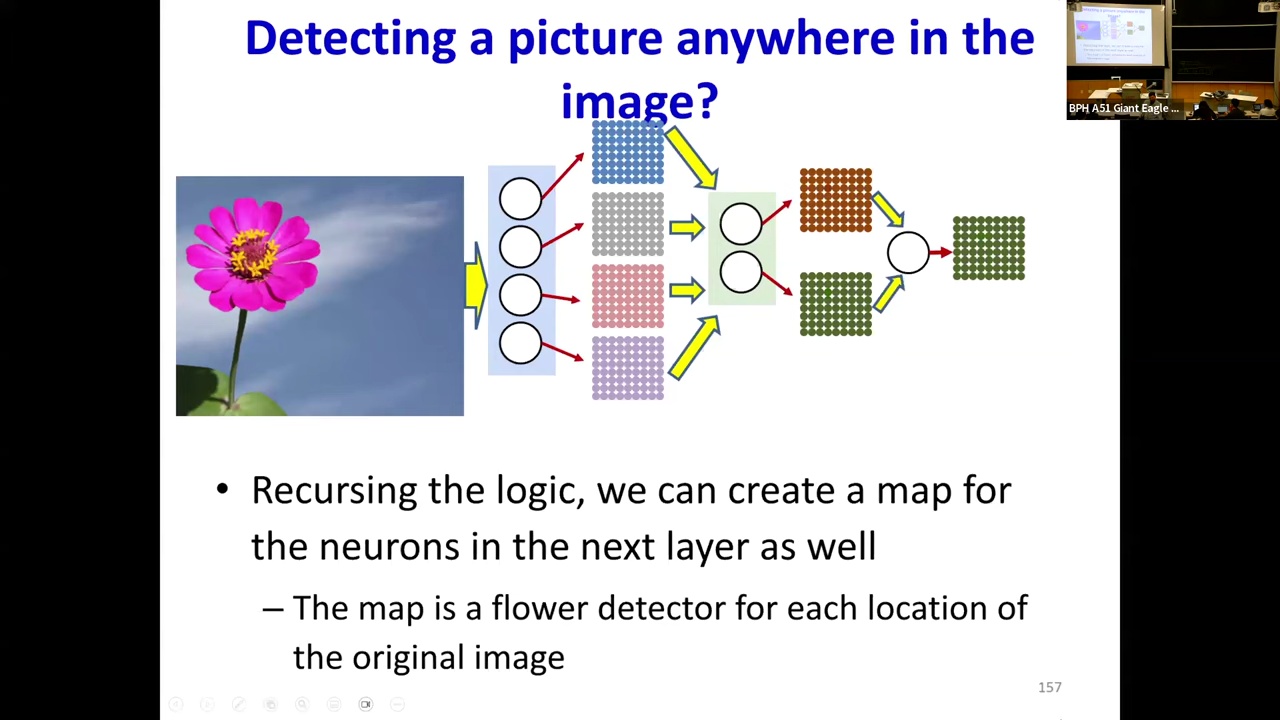 Detecting a picture anywhere in the
image?
BPH A51 Giant Eagle ...
• Recursing the logic, we can create a map for
the neurons in the next layer as well
– The map is a flower detector for each location of
the original image
157